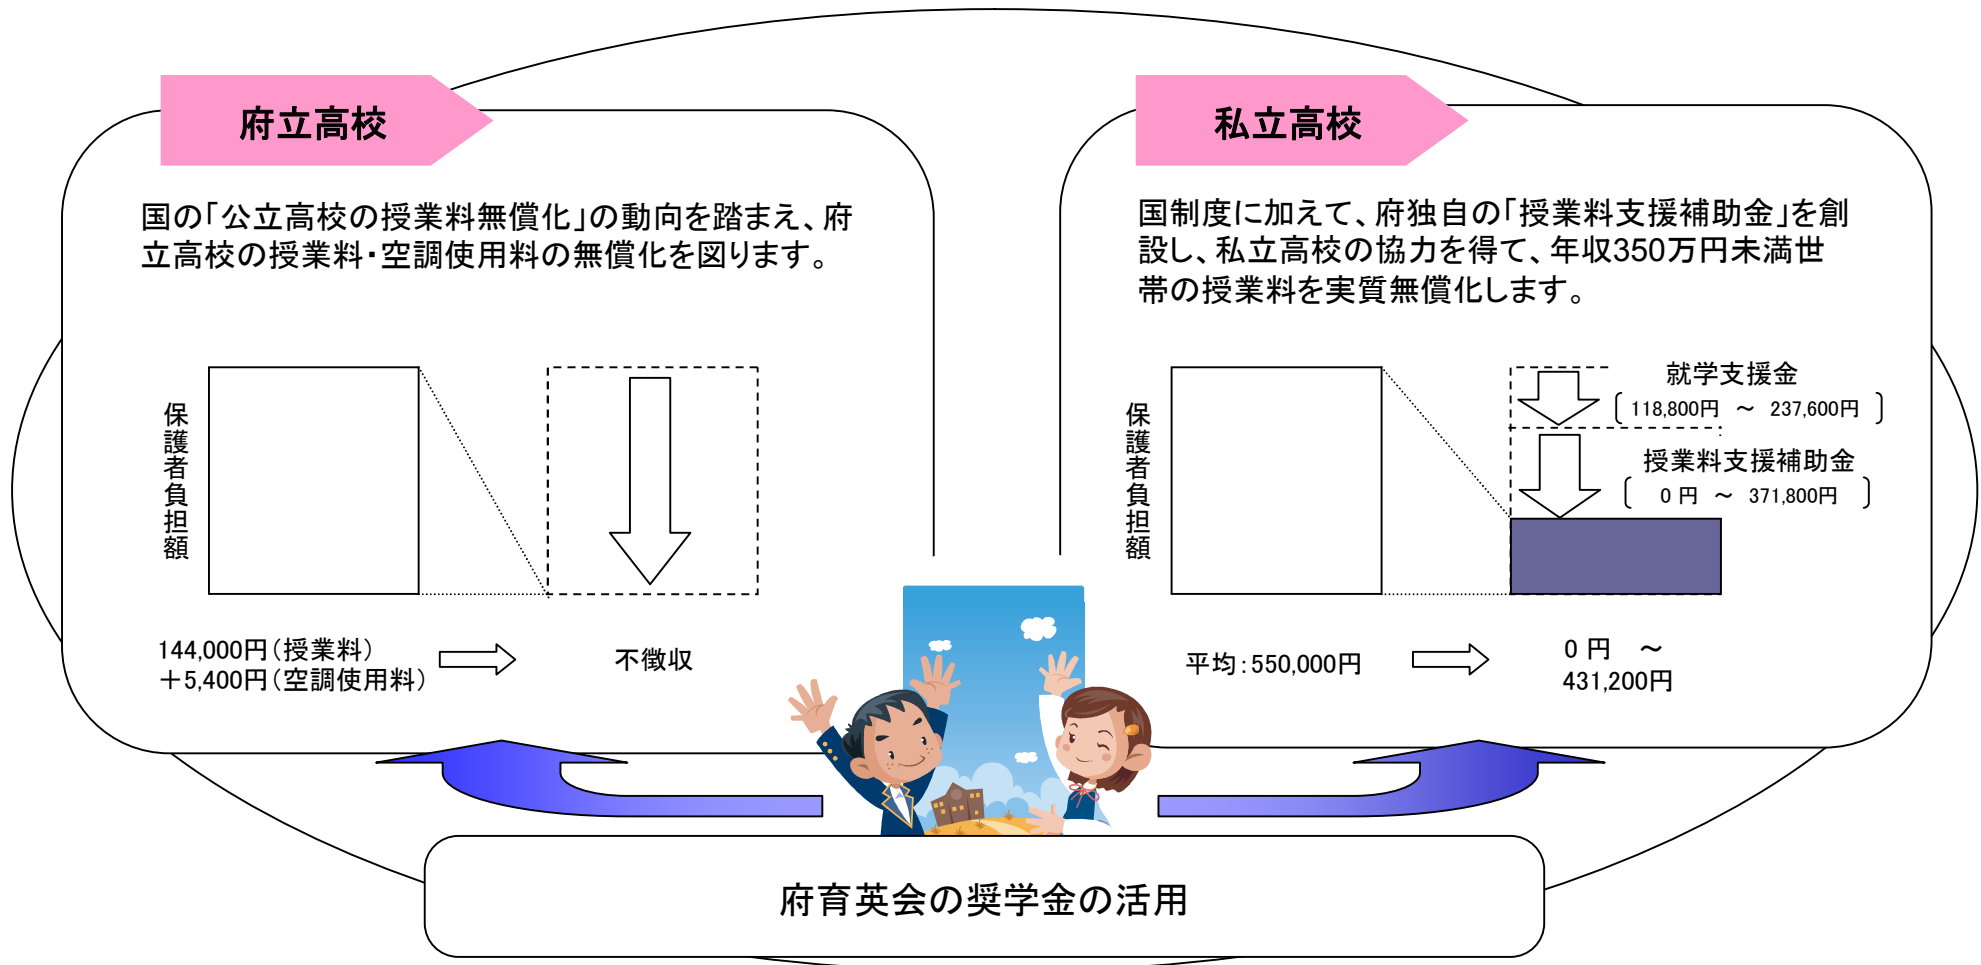 府立高校
国の「公立高校の授業料無償化」の動向を踏まえ、府
立高校の授業料・空調使用料の無償化を図ります。
保護者負担額
144,000円(授業料)
+5,400円(空調使用料)
不徴収
私立高校
国制度に加えて、府独自の「授業料支援補助金」を創
設し、私立高校の協力を得て、年収350万円未満世
帯の授業料を実質無償化します。
保護者負担額
就学支援金
〔118,800円 ~ 237,600円〕
授業料支援補助金
〔0 円 ~ 371,800円〕
平均:550,000円
0 円 ~
431,200円
府育英会の奨学金の活用